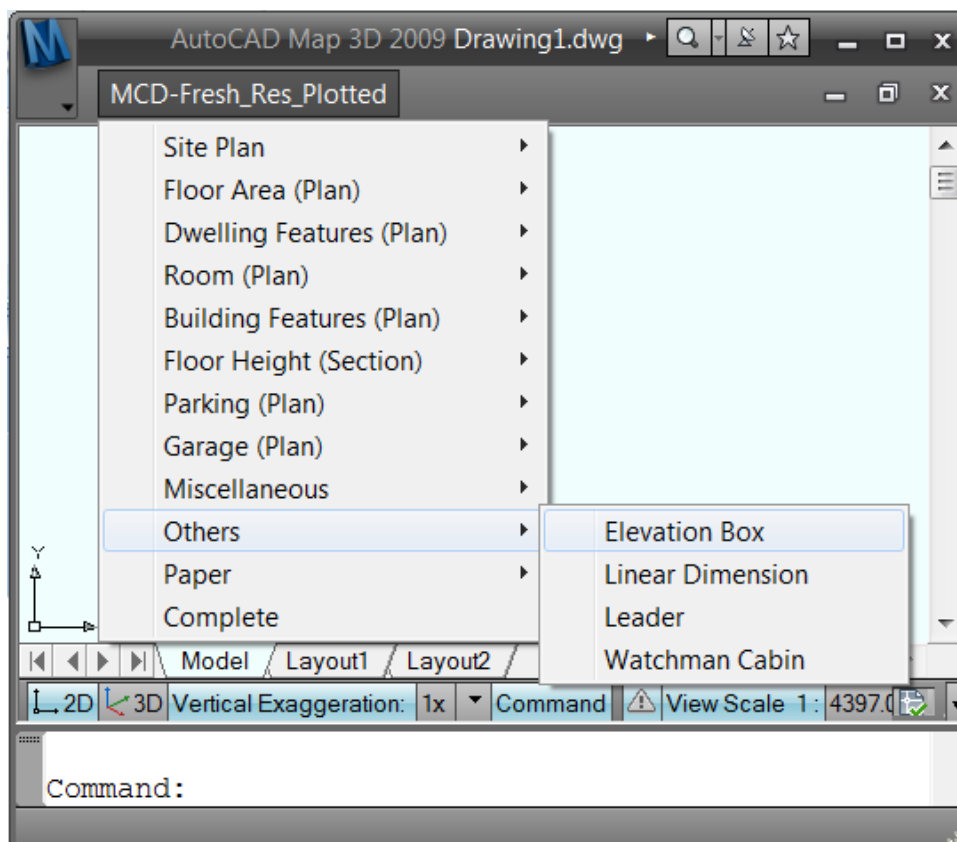 AutoCAD Map 3D 2009 Drawing1.dwg
MCD-Fresh_Res_Plotted
Site Plan
Floor Area (Plan)
Dwelling Features (Plan)
Room (Plan)
Building Features (Plan)
Floor Height (Section)
Parking (Plan)
Garage (Plan)
Miscellaneous
Others
Paper
Complete
Elevation Box
Linear Dimension
Leader
Watchman Cabin
Y
Model Layout1 Layout2
2D 3D Vertical Exaggeration: 1x Command View Scale 1: 4397.0
Command: